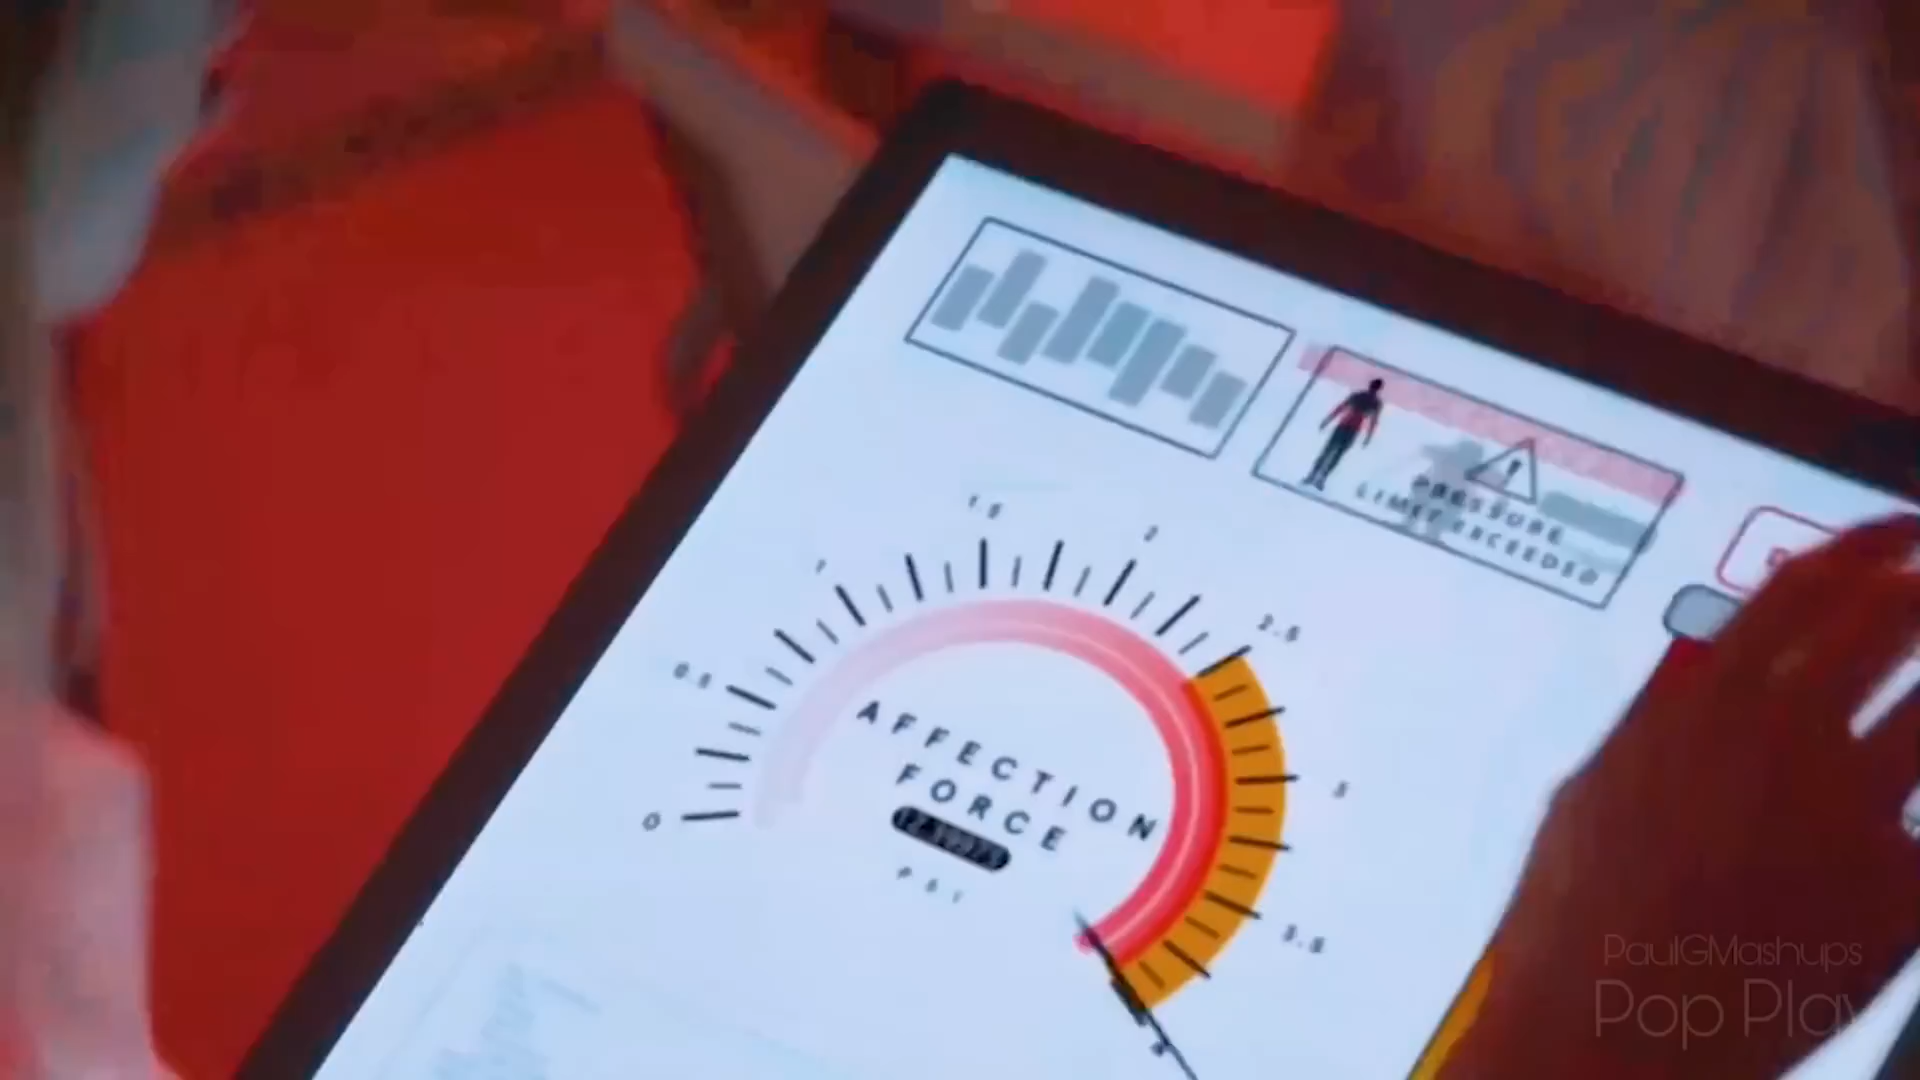 PRESSURE
LIMIT EXCEEDED
0
0.5
1
1.5
2
2.5
3
3.5
AFFECTION
FORCE
PSI
PaulGMashups
Pop Play